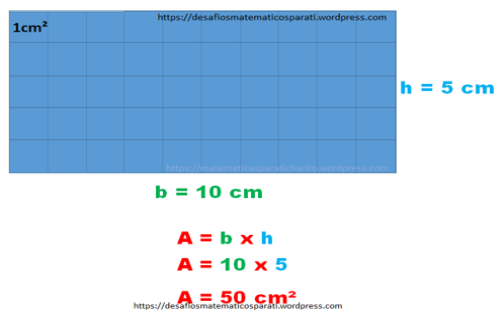 https://desafiosmatematicosparati.wordpress.com
1cm²
h = 5 cm
https://matematicasparaticharito.wordpress.com
b = 10 cm
A = b x h
A = 10 x 5
A = 50 cm²
https://desafiosmatematicosparati.wordpress.com